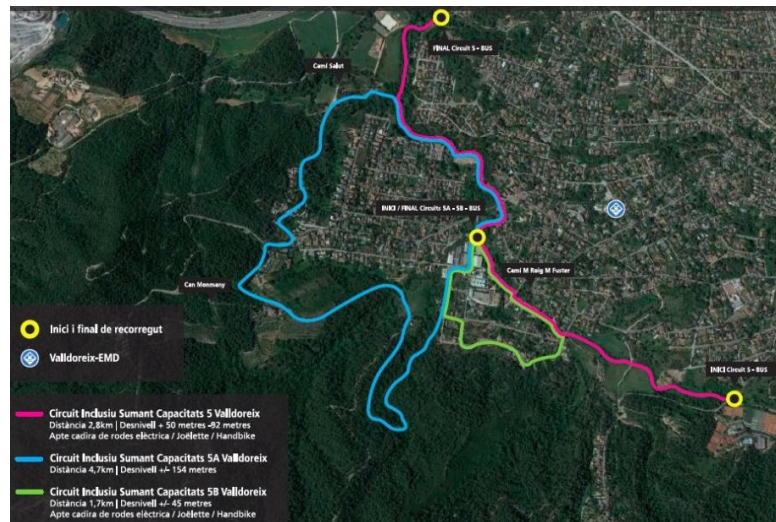 FINAL Circuit 5 - BUS
Camí Salut
INICI / FINAL Circuits 5A - 5B - BUS
Camí M Roig M Fuster
Can Monmany
Inici i final de recorregut
Valldoreix-EMD
INICI Circuit 5 - BUS
Circuit Inclusiu Sumant Capacitats 5 Valldoreix
Distància 2,8km | Desnivell + 50 metres -92 metres
Apte cadira de rodes elèctrica / Joëlette / Handbike
Circuit Inclusiu Sumant Capacitats 5A Valldoreix
Distància 4,7km | Desnivell +/- 154 metres
Circuit Inclusiu Sumant Capacitats 5B Valldoreix
Distància 1,7km | Desnivell +/- 45 metres
Apte cadira de rodes elèctrica / Joëlette / Handbike